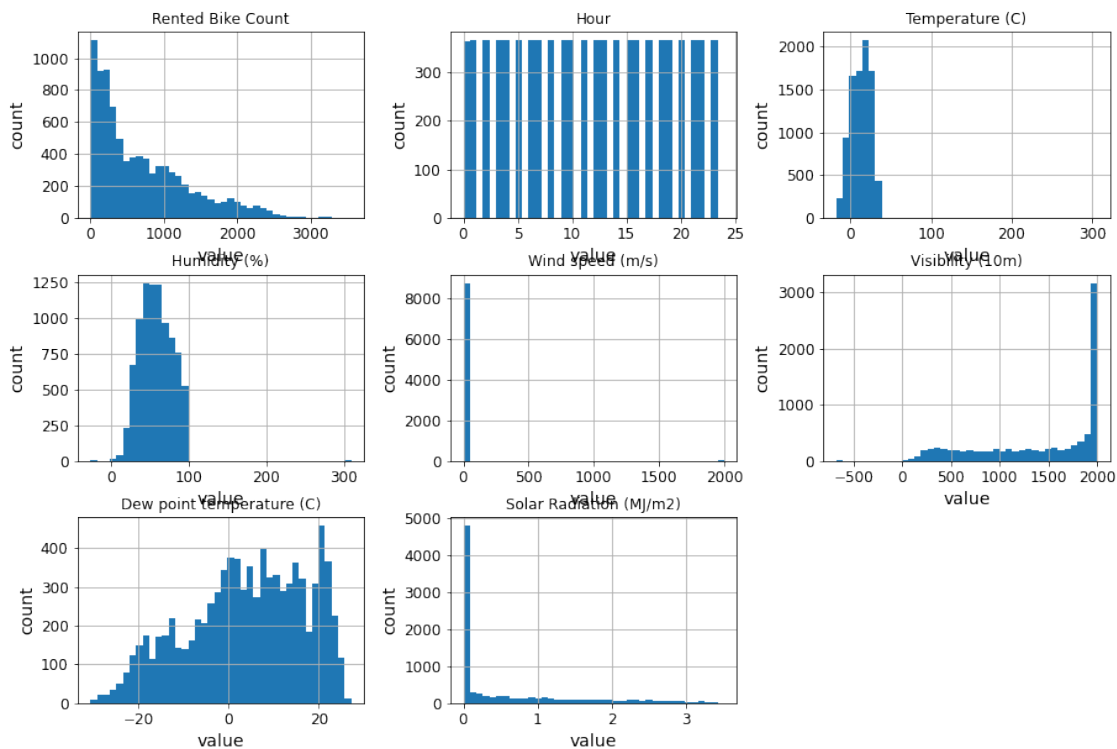 Rented Bike Count
count
1000
800
600
400
200
0
0 1000 2000 3000
value
Hour
count
300
200
100
0
0 5 10 15 20 25
value
Temperature (C)
count
2000
1500
1000
500
0
0 100 200 300
value
Humidity (%)
count
1250
1000
750
500
250
0
0 100 200 300
value
Wind speed (m/s)
count
8000
6000
4000
2000
0
0 500 1000 1500 2000
value
Visibility (10m)
count
3000
2000
1000
0
−500 0 500 1000 1500 2000
value
Dew point temperature (C)
count
400
300
200
100
0
−20 0 20
value
Solar Radiation (MJ/m2)
count
5000
4000
3000
2000
1000
0
0 1 2 3
value